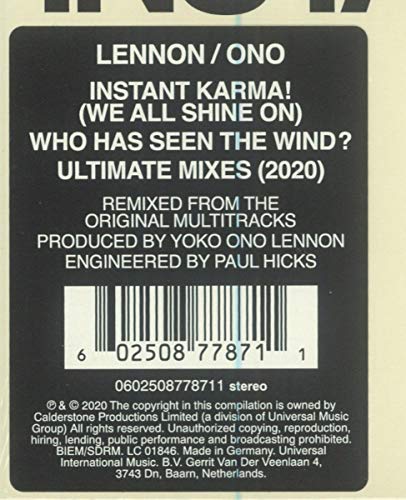 LENNON / ONO
INSTANT KARMA!
(WE ALL SHINE ON)
WHO HAS SEEN THE WIND?
ULTIMATE MIXES (2020)
REMIXED FROM THE
ORIGINAL MULTITRACKS
PRODUCED BY YOKO ONO LENNON
ENGINEERED BY PAUL HICKS
6 02508 77871 1
0602508778711 stereo
℗ & © 2020 The copyright in this compilation is owned by
Calderstone Productions Limited (a division of Universal Music
Group) All rights reserved. Unauthorized copying, reproduction,
hiring, lending, public performance and broadcasting prohibited.
BIEM/SDRM. LC 01846. Made in Germany. Universal
International Music. B.V. Gerrit Van Der Veenlaan 4,
3743 Dn, Baarn, Netherlands.